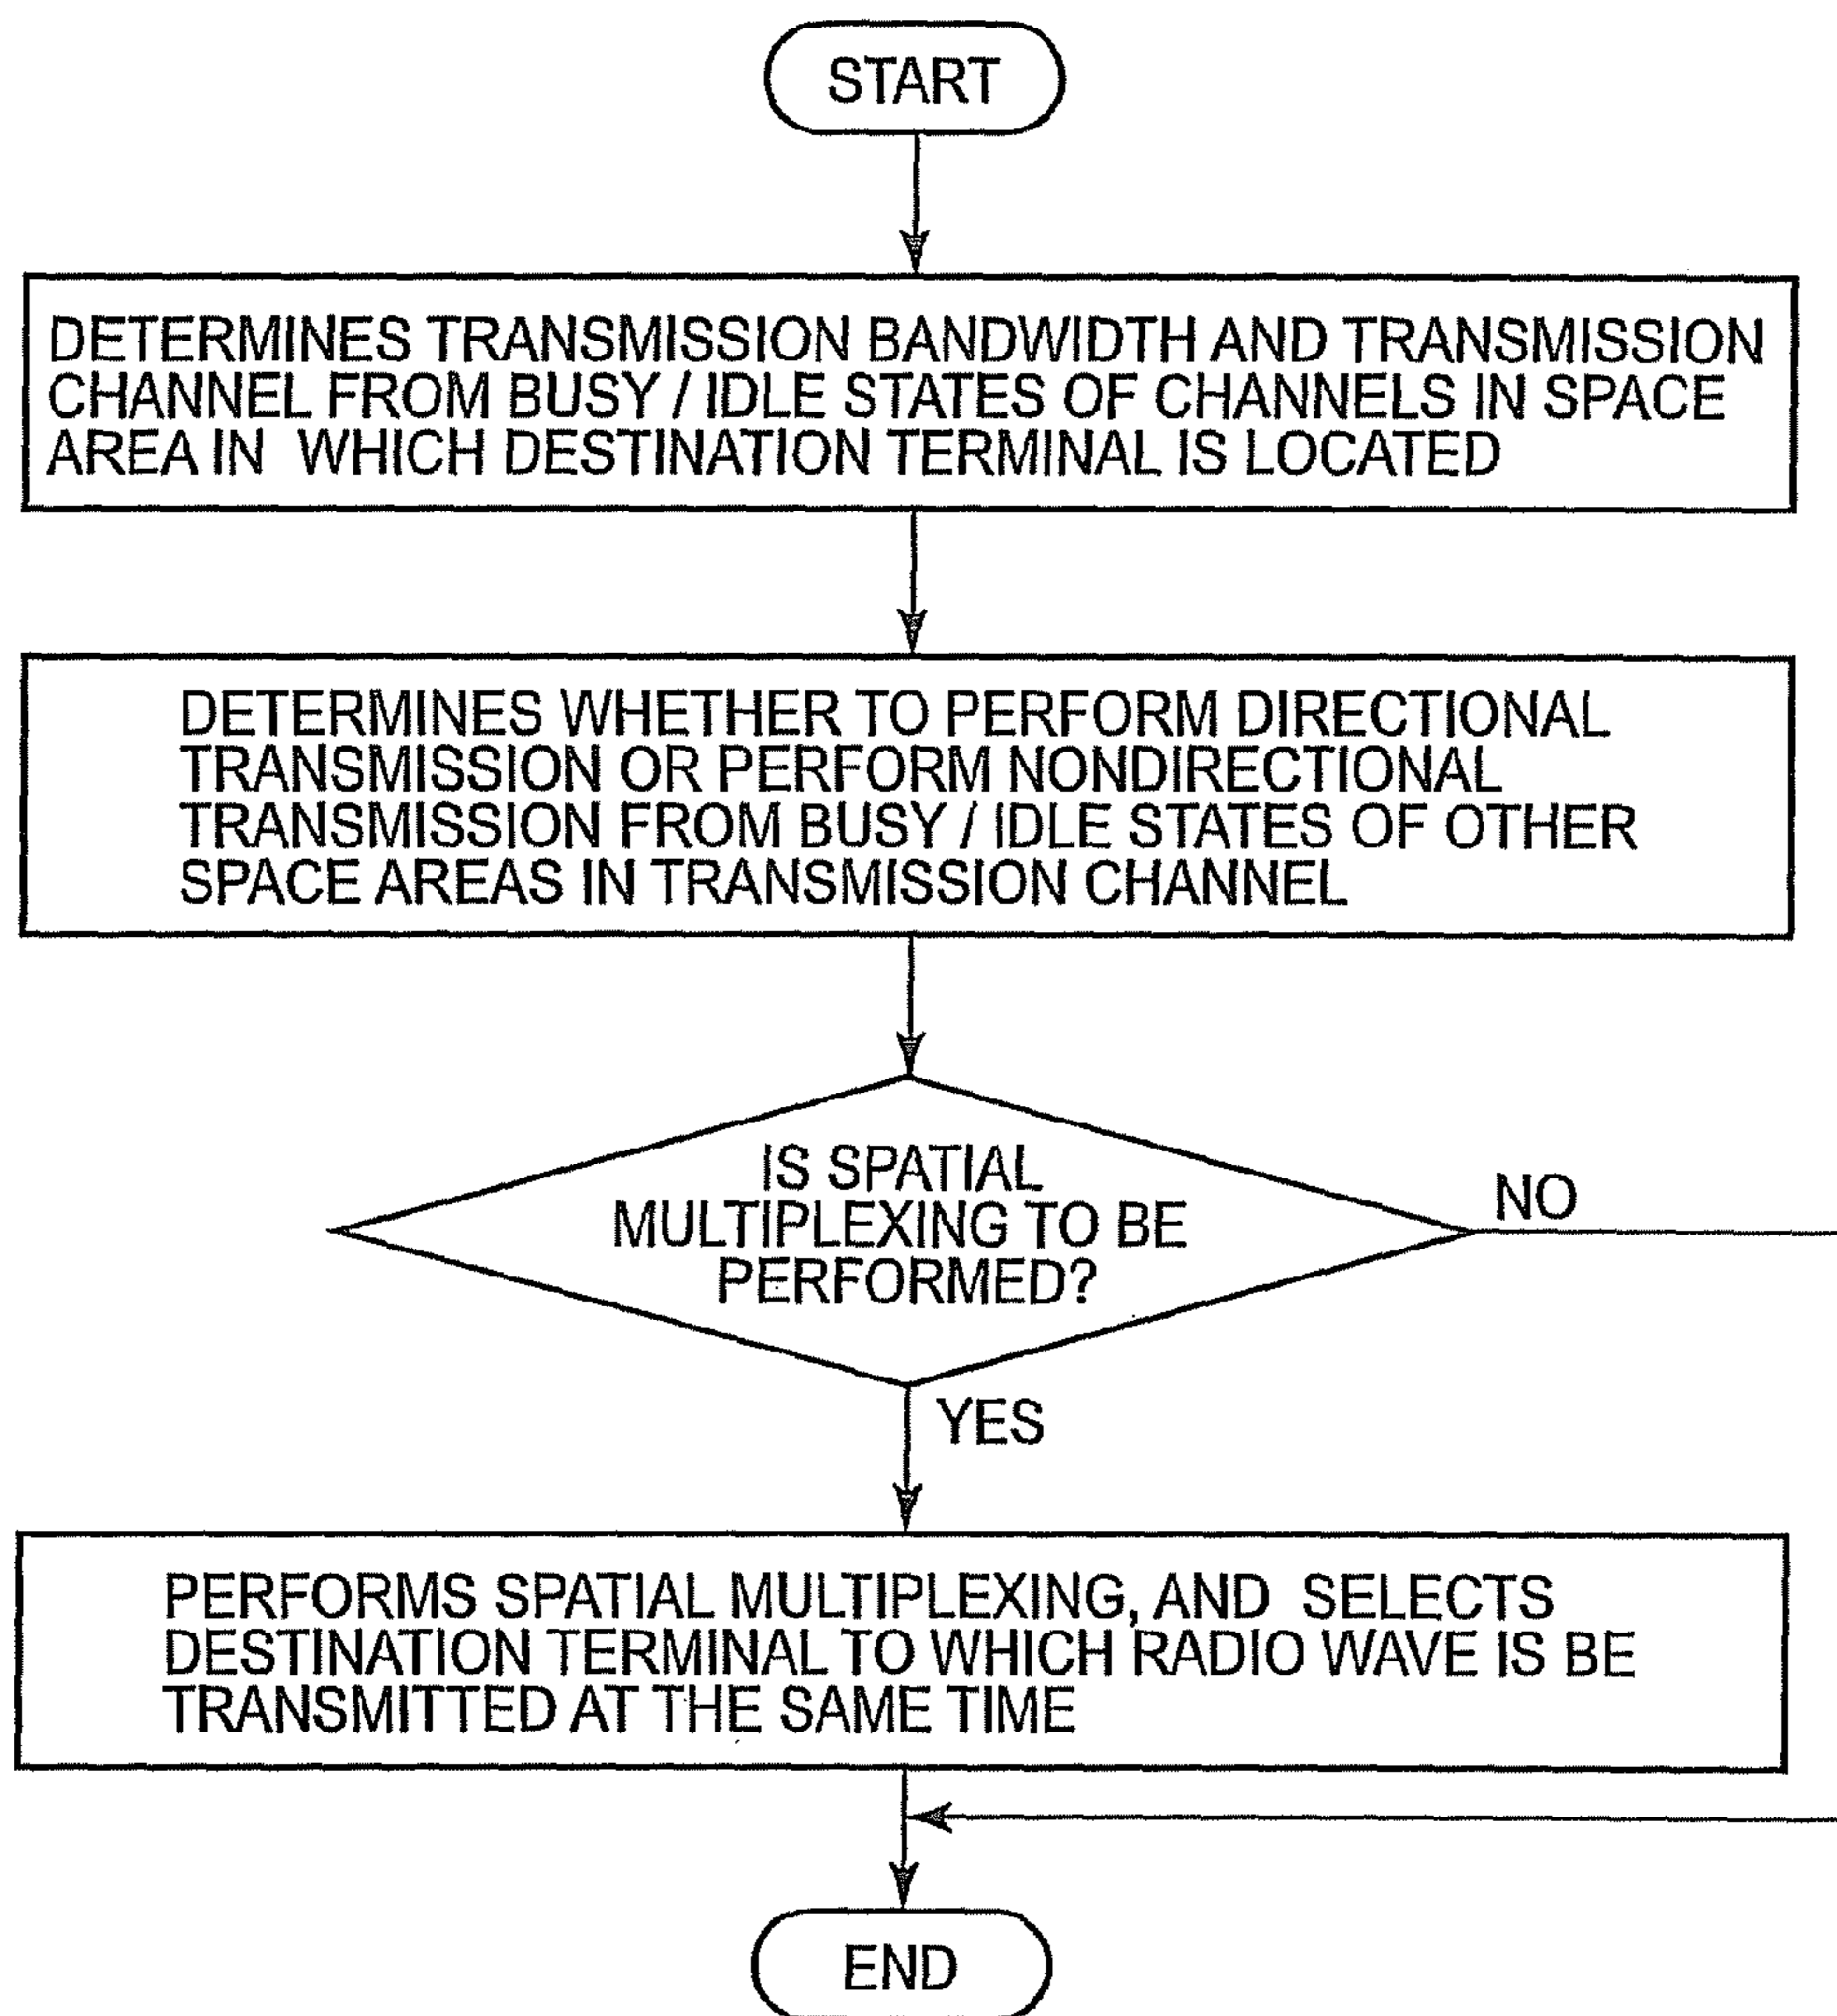 START
DETERMINES TRANSMISSION BANDWIDTH AND TRANSMISSION
CHANNEL FROM BUSY / IDLE STATES OF CHANNELS IN SPACE
AREA IN WHICH DESTINATION TERMINAL IS LOCATED
DETERMINES WHETHER TO PERFORM DIRECTIONAL
TRANSMISSION OR PERFORM NONDIRECTIONAL
TRANSMISSION FROM BUSY / IDLE STATES OF OTHER
SPACE AREAS IN TRANSMISSION CHANNEL
IS SPATIAL
MULTIPLEXING TO BE
PERFORMED?
NO
YES
PERFORMS SPATIAL MULTIPLEXING, AND SELECTS
DESTINATION TERMINAL TO WHICH RADIO WAVE IS BE
TRANSMITTED AT THE SAME TIME
END